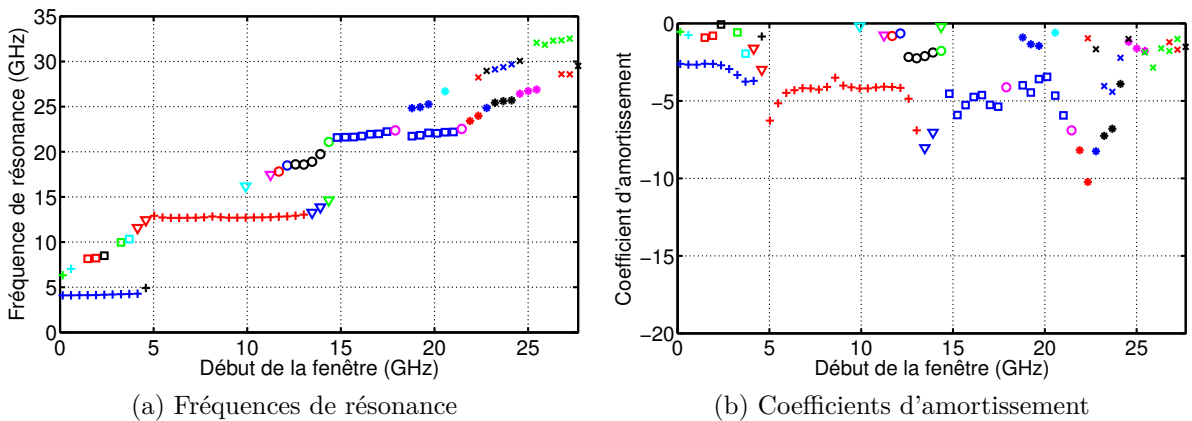 Fréquence de résonance (GHz)
35
30
25
20
15
10
5
0
0 5 10 15 20 25
Début de la fenêtre (GHz)
(a) Fréquences de résonance
Coefficient d'amortissement
0
−5
−10
−15
−20
0 5 10 15 20 25
Début de la fenêtre (GHz)
(b) Coefficients d'amortissement